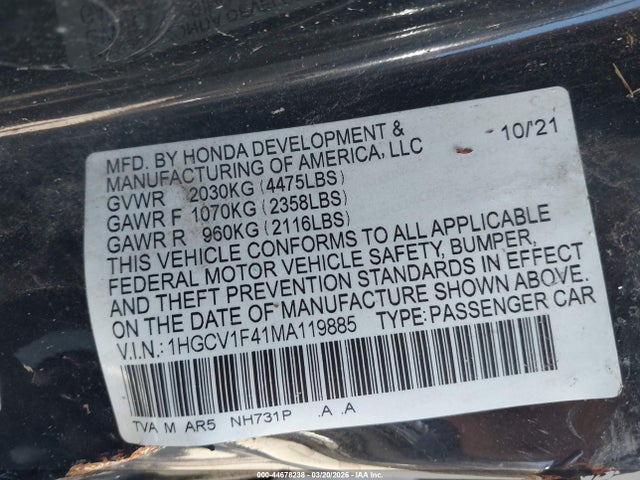 MFD. BY HONDA DEVELOPMENT &
MANUFACTURING OF AMERICA, LLC 10/'21
GVWR 2030KG (4475LBS)
GAWR F 1070KG (2358LBS)
GAWR R 960KG (2116LBS)
THIS VEHICLE CONFORMS TO ALL APPLICABLE
FEDERAL MOTOR VEHICLE SAFETY, BUMPER,
AND THEFT PREVENTION STANDARDS IN EFFECT
ON THE DATE OF MANUFACTURE SHOWN ABOVE.
V.I.N.: 1HGCV1F41MA119885 TYPE: PASSENGER CAR
TVA M AR5 NH731P .A .A
000-44678238 - 03/20/2026 - IAA Inc.